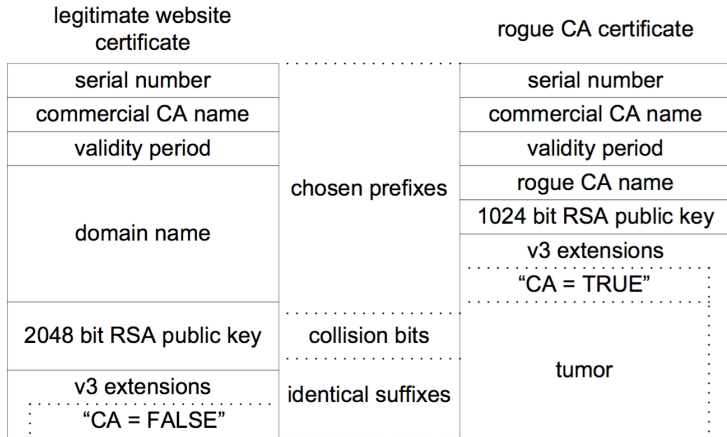 legitimate website
certificate
serial number
commercial CA name
validity period
domain name
2048 bit RSA public key
v3 extensions
“CA = FALSE”
chosen prefixes
collision bits
identical suffixes
rogue CA certificate
serial number
commercial CA name
validity period
rogue CA name
1024 bit RSA public key
v3 extensions
“CA = TRUE”
tumor